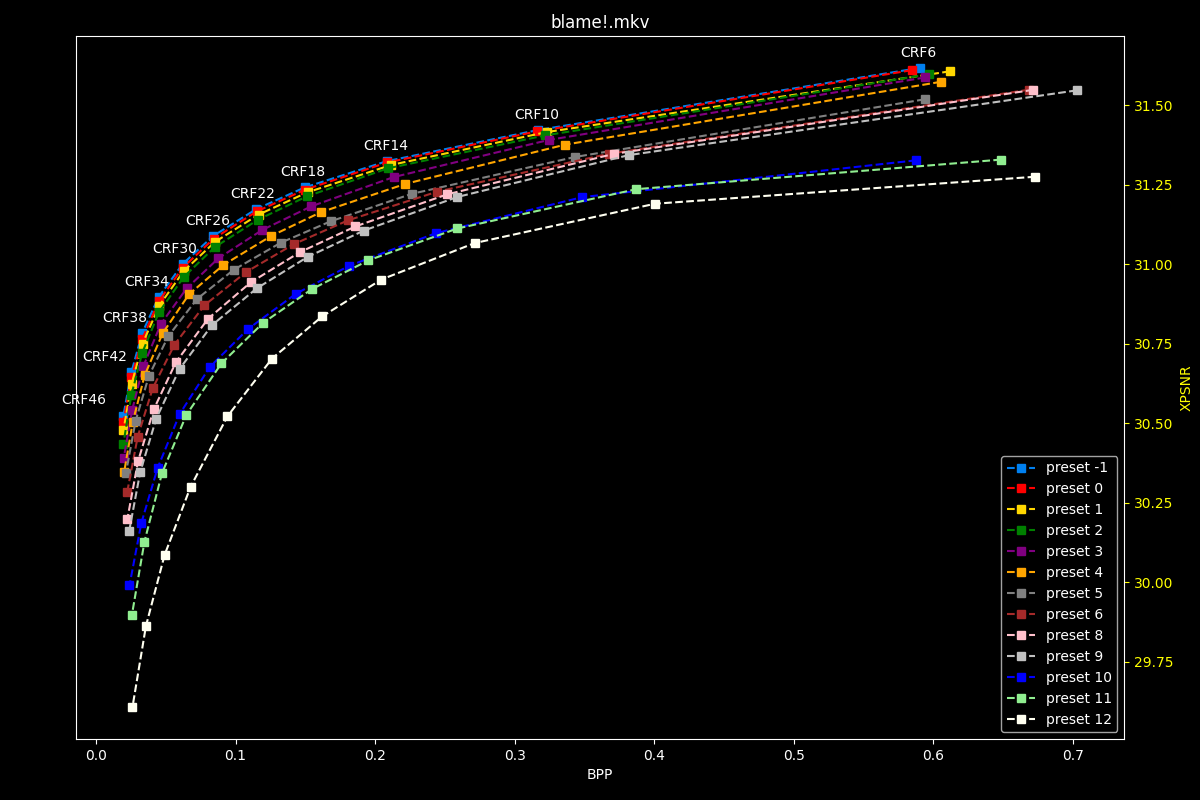 blame!.mkv
CRF6
CRF10
CRF14
CRF18
CRF22
CRF26
CRF30
CRF34
CRF38
CRF42
CRF46
31.50
31.25
31.00
30.75
30.50
30.25
30.00
29.75
XPSNR
preset -1
preset 0
preset 1
preset 2
preset 3
preset 4
preset 5
preset 6
preset 8
preset 9
preset 10
preset 11
preset 12
0.0 0.1 0.2 0.3 0.4 0.5 0.6 0.7
BPP